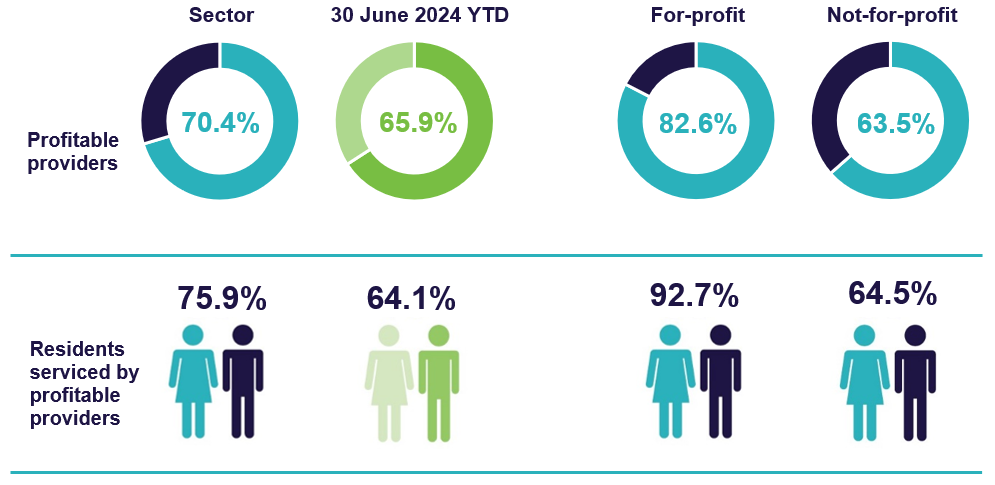 Sector
30 June 2024 YTD
For-profit
Not-for-profit
Profitable
providers
70.4%
65.9%
82.6%
63.5%
Residents
serviced by
profitable
providers
75.9%
64.1%
92.7%
64.5%